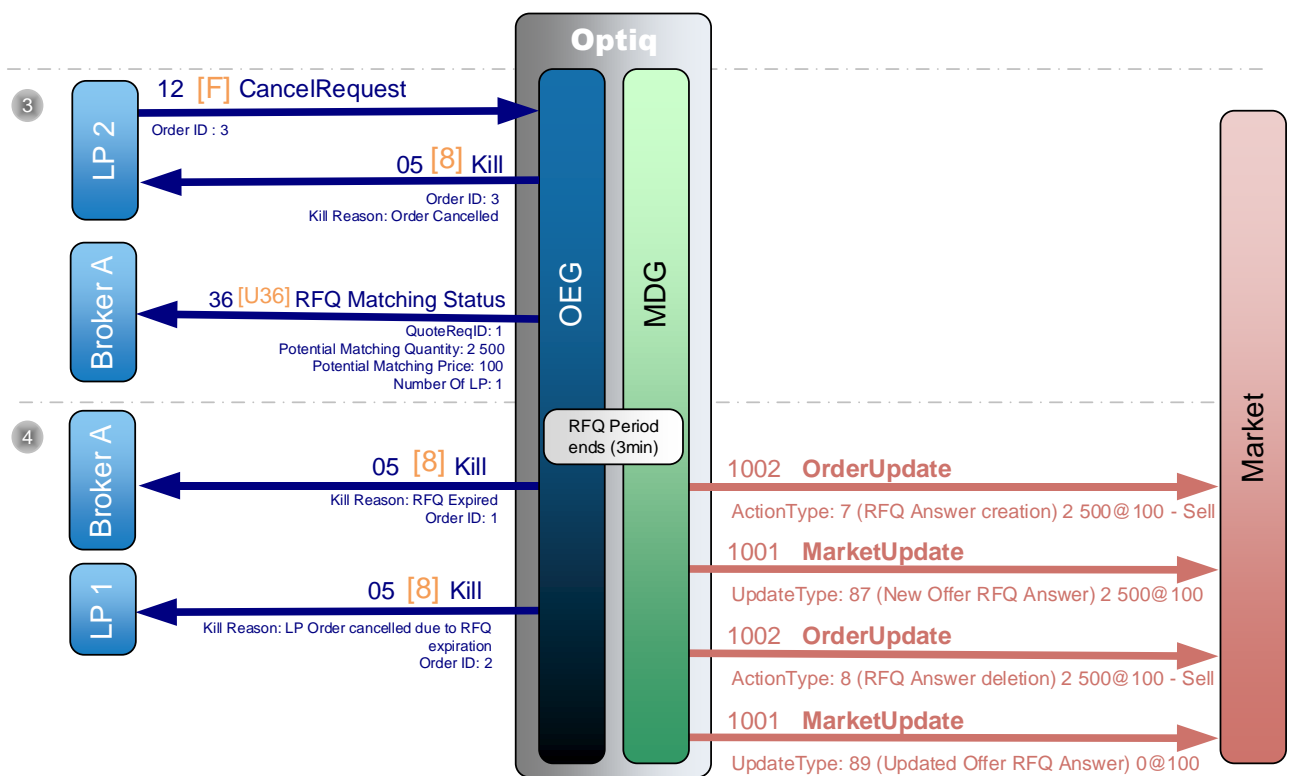 Optiq
3
LP 2
12 [F] CancelRequest
Order ID : 3
05 [8] Kill
Order ID: 3
Kill Reason: Order Cancelled
Broker A
36 [U36] RFQ Matching Status
QuoteReqID: 1
Potential Matching Quantity: 2 500
Potential Matching Price: 100
Number Of LP: 1
OEG
MDG
Market
4
RFQ Period
ends (3min)
Broker A
05 [8] Kill
Kill Reason: RFQ Expired
Order ID: 1
LP 1
05 [8] Kill
Kill Reason: LP Order cancelled due to RFQ
expiration
Order ID: 2
1002 OrderUpdate
ActionType: 7 (RFQ Answer creation) 2 500@100 - Sell
1001 MarketUpdate
UpdateType: 87 (New Offer RFQ Answer) 2 500@100
1002 OrderUpdate
ActionType: 8 (RFQ Answer deletion) 2 500@100 - Sell
1001 MarketUpdate
UpdateType: 89 (Updated Offer RFQ Answer) 0@100